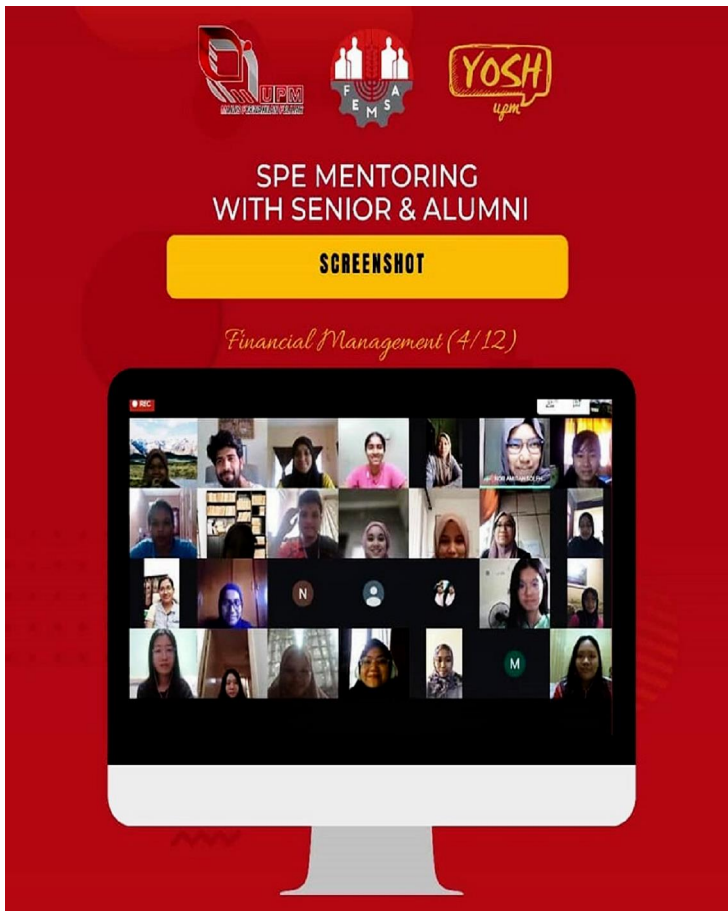 UPM
FEMSA
YOSH
upm
SPE MENTORING
WITH SENIOR & ALUMNI
SCREENSHOT
Financial Management (4/12)
REC
N
M